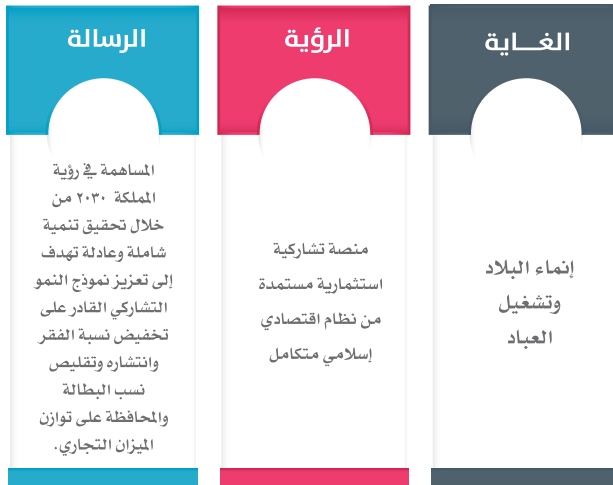 الغـــاية
إنماء البلاد
وتشغيل
العباد
الرؤية
منصة تشاركية
استثمارية مستمدة
من نظام اقتصادي
إسلامي متكامل
الرسالة
المساهمة في رؤية
المملكة ٢٠٣٠ من
خلال تحقيق تنمية
شاملة وعادلة تهدف
إلى تعزيز نموذج النمو
التشاركي القادر على
تخفيض نسبة الفقر
وانتشاره وتقليص
نسب البطالة
والمحافظة على توازن
الميزان التجاري.